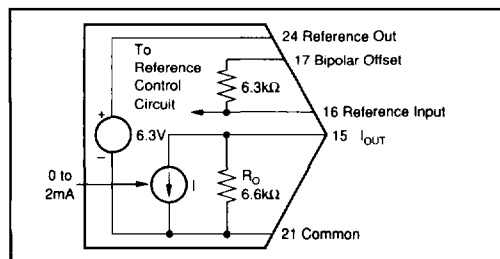 24 Reference Out
17 Bipolar Offset
To
Reference
Control
Circuit
6.3kΩ
16 Reference Input
+
6.3V
–
15 I_OUT
0 to
2mA
I
R_O
6.6kΩ
21 Common